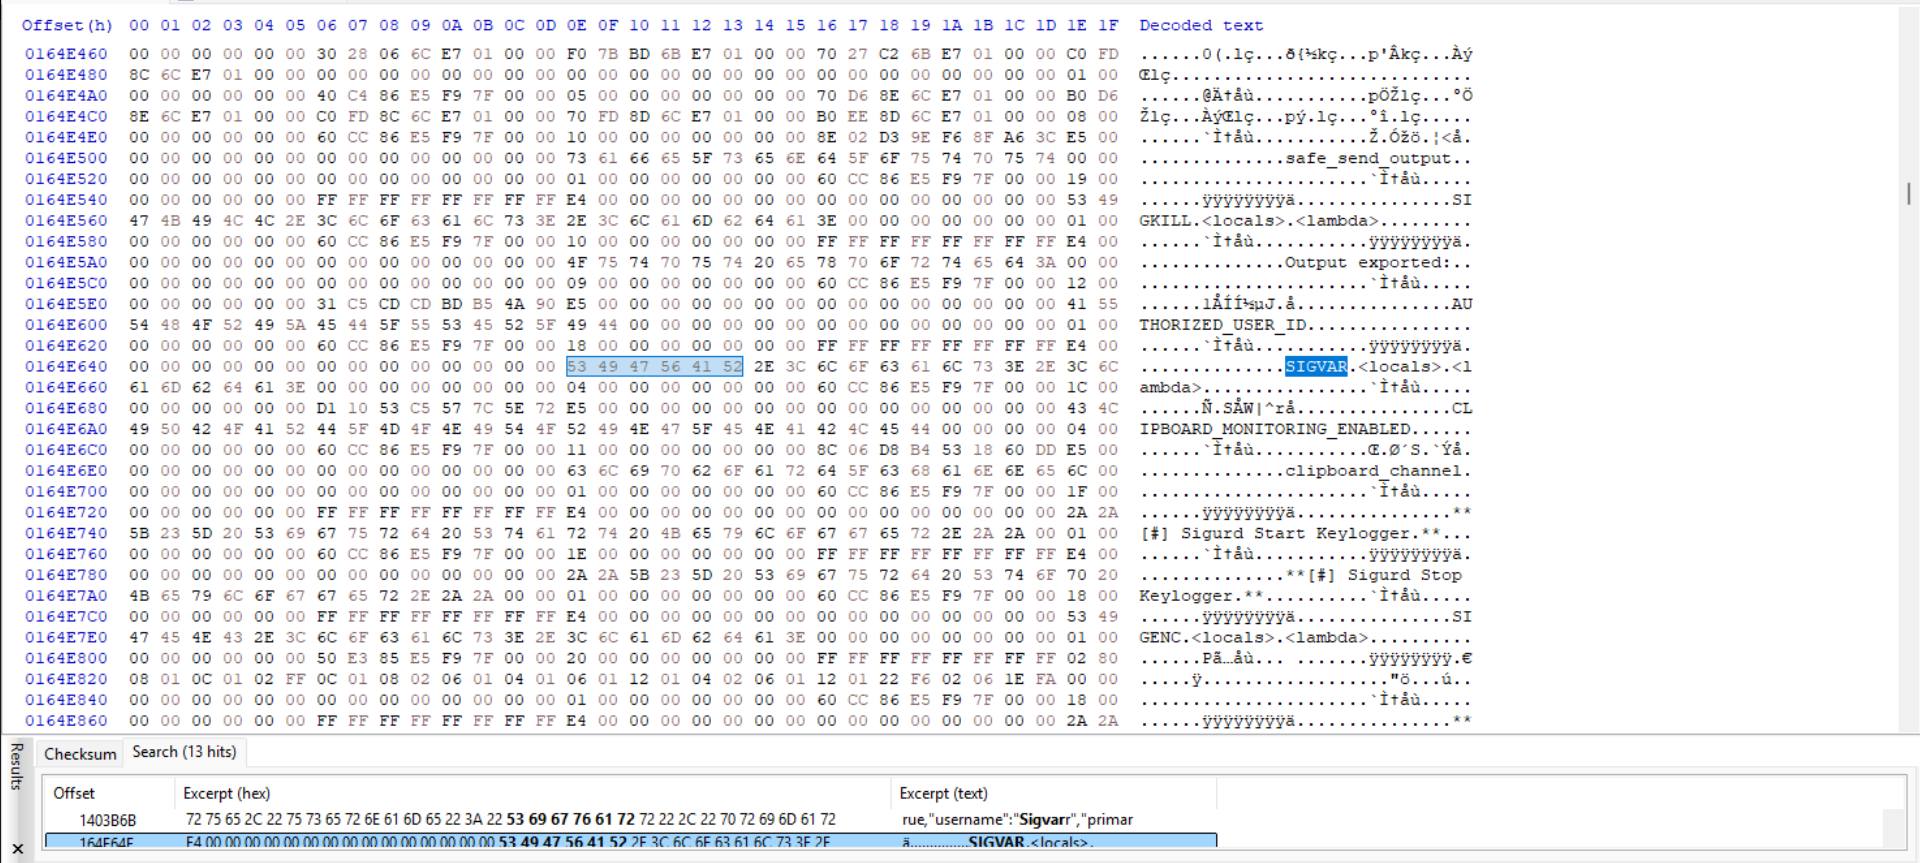 Offset(h) 00 01 02 03 04 05 06 07 08 09 0A 0B 0C 0D 0E 0F 10 11 12 13 14 15 16 17 18 19 1A 1B 1C 1D 1E 1F Decoded text
0164E460 00 00 00 00 00 00 30 28 06 6C E7 01 00 00 F0 7B BD 6B E7 01 00 00 70 27 C2 6B E7 01 00 00 C0 FD ......0(.lç...ð{½kç...p'Âkç...Àý
0164E480 8C 6C E7 01 00 00 00 00 00 00 00 00 00 00 00 00 00 00 00 00 00 00 00 00 00 00 00 00 00 00 01 00 Œlç.............................
0164E4A0 00 00 00 00 00 00 40 C4 86 E5 F9 7F 00 00 05 00 00 00 00 00 00 00 70 D6 8E 6C E7 01 00 00 B0 D6 ......@Ä†åù...........pÖŽlç...°Ö
0164E4C0 8E 6C E7 01 00 00 C0 FD 8C 6C E7 01 00 00 70 FD 8D 6C E7 01 00 00 B0 EE 8D 6C E7 01 00 00 08 00 Žlç...ÀýŒlç...pý.lç...°î.lç.....
0164E4E0 00 00 00 00 00 00 60 CC 86 E5 F9 7F 00 00 10 00 00 00 00 00 00 00 8E 02 D3 9E F6 8F A6 3C E5 00 ......`Ì†åù...........Ž.Óžö.¦<å.
0164E500 00 00 00 00 00 00 00 00 00 00 00 00 00 00 73 61 66 65 5F 73 65 6E 64 5F 6F 75 74 70 75 74 00 00 ..............safe_send_output..
0164E520 00 00 00 00 00 00 00 00 00 00 00 00 00 00 01 00 00 00 00 00 00 00 60 CC 86 E5 F9 7F 00 00 19 00 ......................`Ì†åù.....
0164E540 00 00 00 00 00 00 FF FF FF FF FF FF FF FF E4 00 00 00 00 00 00 00 00 00 00 00 00 00 00 00 53 49 ......ÿÿÿÿÿÿÿÿä...............SI
0164E560 47 4B 49 4C 4C 2E 3C 6C 6F 63 61 6C 73 3E 2E 3C 6C 61 6D 62 64 61 3E 00 00 00 00 00 00 00 01 00 GKILL.<locals>.<lambda>.........
0164E580 00 00 00 00 00 00 60 CC 86 E5 F9 7F 00 00 10 00 00 00 00 00 00 00 FF FF FF FF FF FF FF FF E4 00 ......`Ì†åù...........ÿÿÿÿÿÿÿÿä.
0164E5A0 00 00 00 00 00 00 00 00 00 00 00 00 00 00 4F 75 74 70 75 74 20 65 78 70 6F 72 74 65 64 3A 00 00 ..............Output exported:..
0164E5C0 00 00 00 00 00 00 00 00 00 00 00 00 00 00 09 00 00 00 00 00 00 00 60 CC 86 E5 F9 7F 00 00 12 00 ......................`Ì†åù.....
0164E5E0 00 00 00 00 00 00 31 C5 CD CD BD B5 4A 90 E5 00 00 00 00 00 00 00 00 00 00 00 00 00 00 00 41 55 ......1ÅÍÍ½µJ.å...............AU
0164E600 54 48 4F 52 49 5A 45 44 5F 55 53 45 52 5F 49 44 00 00 00 00 00 00 00 00 00 00 00 00 00 00 01 00 THORIZED_USER_ID................
0164E620 00 00 00 00 00 00 60 CC 86 E5 F9 7F 00 00 18 00 00 00 00 00 00 00 FF FF FF FF FF FF FF FF E4 00 ......`Ì†åù...........ÿÿÿÿÿÿÿÿä.
0164E640 00 00 00 00 00 00 00 00 00 00 00 00 00 00 53 49 47 56 41 52 2E 3C 6C 6F 63 61 6C 73 3E 2E 3C 6C ..............SIGVAR.<locals>.<l
0164E660 61 6D 62 64 61 3E 00 00 00 00 00 00 00 00 04 00 00 00 00 00 00 00 60 CC 86 E5 F9 7F 00 00 1C 00 ambda>................`Ì†åù.....
0164E680 00 00 00 00 00 00 D1 10 53 C5 57 7C 5E 72 E5 00 00 00 00 00 00 00 00 00 00 00 00 00 00 00 43 4C ......Ñ.SÅW|^rå...............CL
0164E6A0 49 50 42 4F 41 52 44 5F 4D 4F 4E 49 54 4F 52 49 4E 47 5F 45 4E 41 42 4C 45 44 00 00 00 00 04 00 IPBOARD_MONITORING_ENABLED......
0164E6C0 00 00 00 00 00 00 60 CC 86 E5 F9 7F 00 00 11 00 00 00 00 00 00 00 8C 06 D8 B4 53 18 60 DD E5 00 ......`Ì†åù...........Œ.Ø´S.`Ýå.
0164E6E0 00 00 00 00 00 00 00 00 00 00 00 00 00 00 63 6C 69 70 62 6F 61 72 64 5F 63 68 61 6E 6E 65 6C 00 ..............clipboard_channel.
0164E700 00 00 00 00 00 00 00 00 00 00 00 00 00 00 01 00 00 00 00 00 00 00 60 CC 86 E5 F9 7F 00 00 1F 00 ......................`Ì†åù.....
0164E720 00 00 00 00 00 00 FF FF FF FF FF FF FF FF E4 00 00 00 00 00 00 00 00 00 00 00 00 00 00 00 2A 2A ......ÿÿÿÿÿÿÿÿä...............**
0164E740 5B 23 5D 20 53 69 67 75 72 64 20 53 74 61 72 74 20 4B 65 79 6C 6F 67 67 65 72 2E 2A 2A 00 01 00 [#] Sigurd Start Keylogger.**...
0164E760 00 00 00 00 00 00 60 CC 86 E5 F9 7F 00 00 1E 00 00 00 00 00 00 00 FF FF FF FF FF FF FF FF E4 00 ......`Ì†åù...........ÿÿÿÿÿÿÿÿä.
0164E780 00 00 00 00 00 00 00 00 00 00 00 00 00 00 2A 2A 5B 23 5D 20 53 69 67 75 72 64 20 53 74 6F 70 20 ..............**[#] Sigurd Stop
0164E7A0 4B 65 79 6C 6F 67 67 65 72 2E 2A 2A 00 00 01 00 00 00 00 00 00 00 60 CC 86 E5 F9 7F 00 00 18 00 Keylogger.**..........`Ì†åù.....
0164E7C0 00 00 00 00 00 00 FF FF FF FF FF FF FF FF E4 00 00 00 00 00 00 00 00 00 00 00 00 00 00 00 53 49 ......ÿÿÿÿÿÿÿÿä...............SI
0164E7E0 47 45 4E 43 2E 3C 6C 6F 63 61 6C 73 3E 2E 3C 6C 61 6D 62 64 61 3E 00 00 00 00 00 00 00 00 01 00 GENC.<locals>.<lambda>..........
0164E800 00 00 00 00 00 00 50 E3 85 E5 F9 7F 00 00 20 00 00 00 00 00 00 00 FF FF FF FF FF FF FF FF 02 80 ......Pã…åù... .......ÿÿÿÿÿÿÿÿ.€
0164E820 08 01 0C 01 02 FF 0C 01 08 02 06 01 04 01 06 01 12 01 04 02 06 01 12 01 22 F6 02 06 1E FA 00 00 .....ÿ.................."ö...ú..
0164E840 00 00 00 00 00 00 00 00 00 00 00 00 00 00 01 00 00 00 00 00 00 00 60 CC 86 E5 F9 7F 00 00 18 00 ......................`Ì†åù.....
0164E860 00 00 00 00 00 00 FF FF FF FF FF FF FF FF E4 00 00 00 00 00 00 00 00 00 00 00 00 00 00 00 2A 2A ......ÿÿÿÿÿÿÿÿä...............**
Results
Checksum Search (13 hits)
Offset Excerpt (hex) Excerpt (text)
1403B6B 72 75 65 2C 22 75 73 65 72 6E 61 6D 65 22 3A 22 53 69 67 76 61 72 72 22 2C 22 70 72 69 6D 61 72 rue,"username":"Sigvarr","primar
164E64E E4 00 00 00 00 00 00 00 00 00 00 00 00 00 00 00 53 49 47 56 41 52 2E 3C 6C 6F 63 61 6C 73 3E 2E ä...............SIGVAR.<locals>.